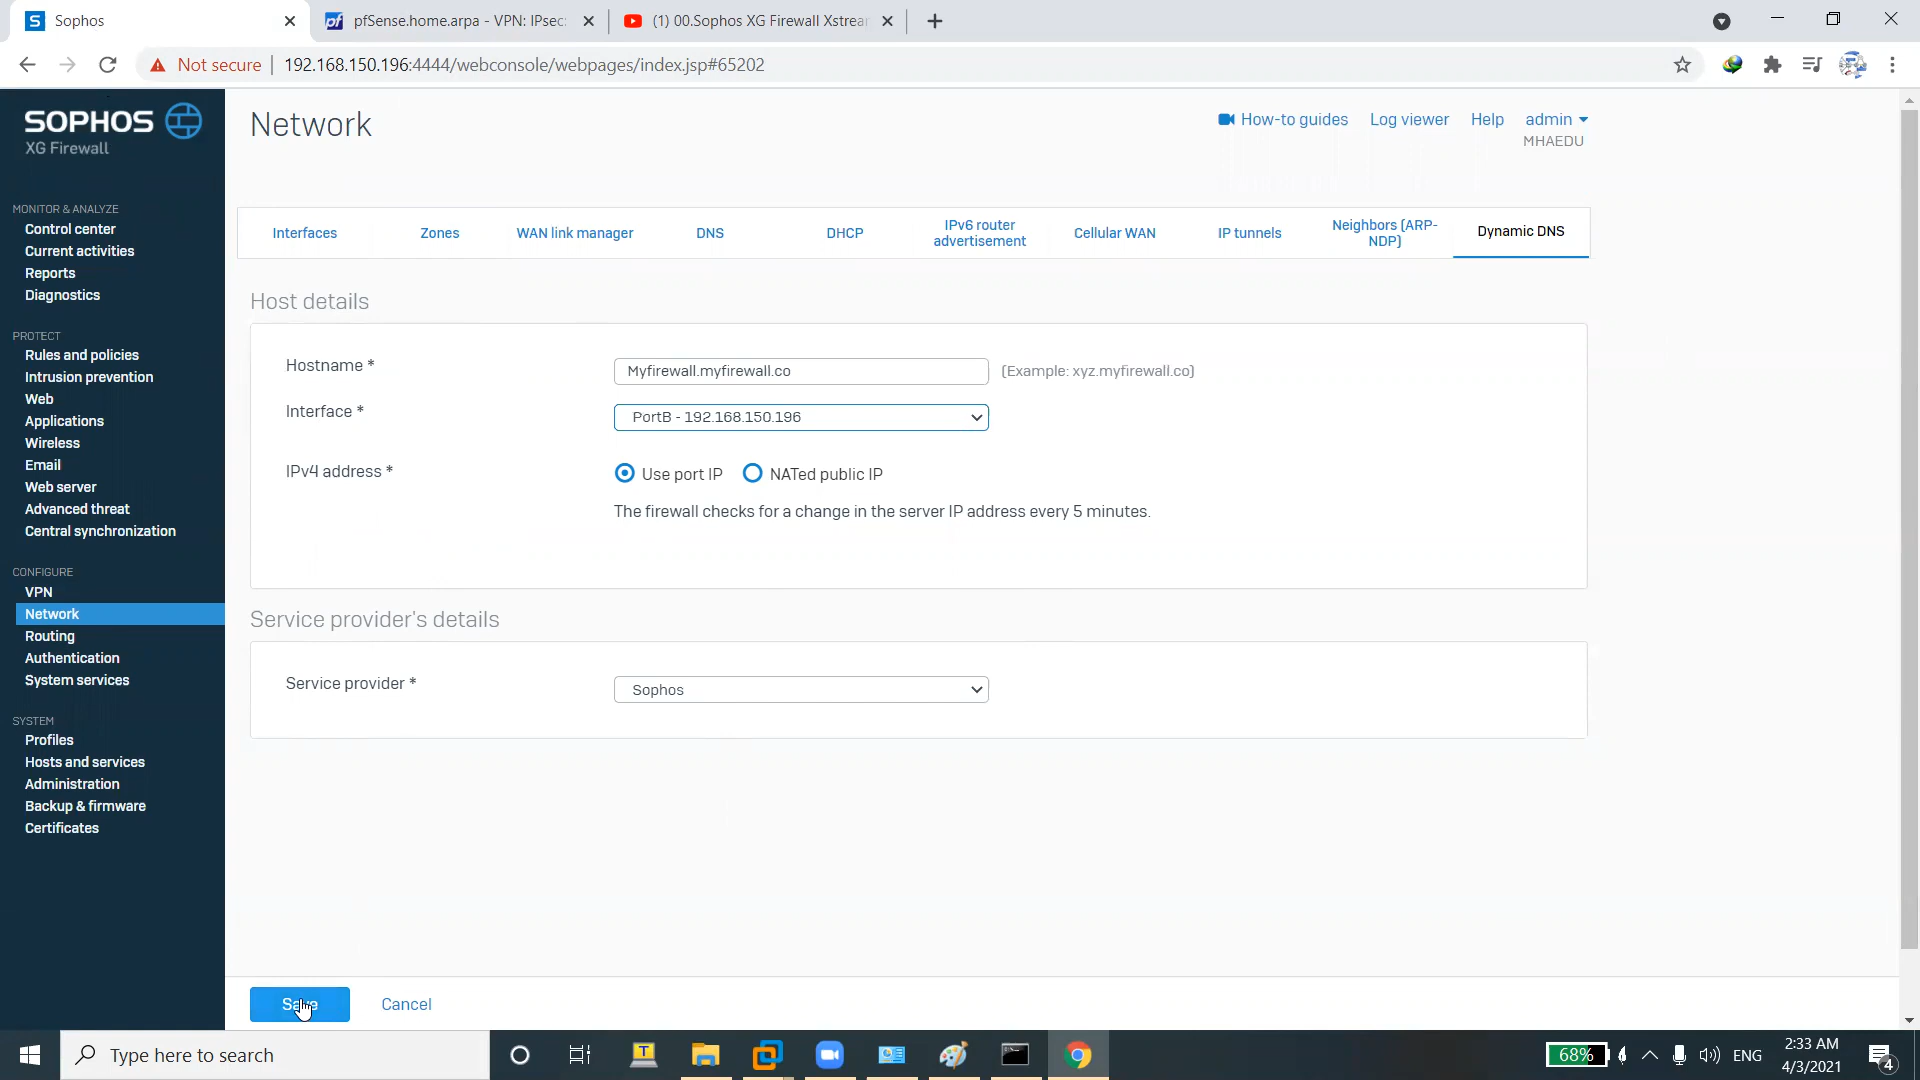 Sophos
pfSense.home.arpa - VPN: IPsec:
(1) 00.Sophos XG Firewall Xstrear
Not secure
192.168.150.196:4444/webconsole/webpages/index.jsp#65202
SOPHOS
XG Firewall
Network
How-to guides
Log viewer
Help
admin
MHAEDU
MONITOR & ANALYZE
Control center
Current activities
Reports
Diagnostics
PROTECT
Rules and policies
Intrusion prevention
Web
Applications
Wireless
Email
Web server
Advanced threat
Central synchronization
CONFIGURE
VPN
Network
Routing
Authentication
System services
SYSTEM
Profiles
Hosts and services
Administration
Backup & firmware
Certificates
Interfaces
Zones
WAN link manager
DNS
DHCP
IPv6 router
advertisement
Cellular WAN
IP tunnels
Neighbors (ARP-
NDP)
Dynamic DNS
Host details
Hostname *
Myfirewall.myfirewall.co
(Example: xyz.myfirewall.co)
Interface *
PortB - 192.168.150.196
IPv4 address *
Use port IP
NATed public IP
The firewall checks for a change in the server IP address every 5 minutes.
Service provider's details
Service provider *
Sophos
Save
Cancel
Type here to search
68%
ENG
2:33 AM
4/3/2021
4